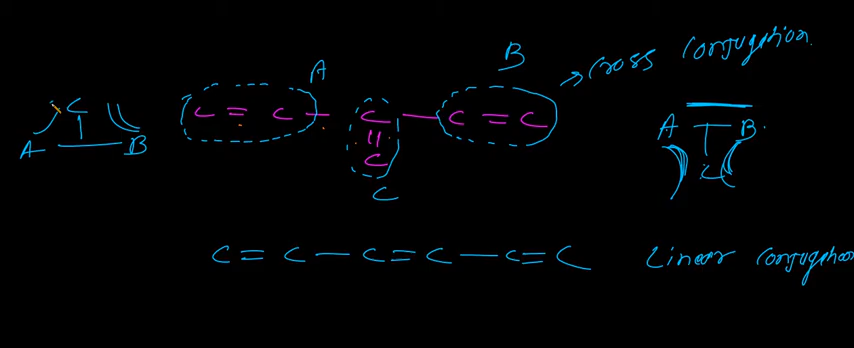 B
A
Cross Conjugation.
C
A B
C = C - C - C = C
A B.
||
C
C
C
C = C - C = C - C = C
Linear Conjugation